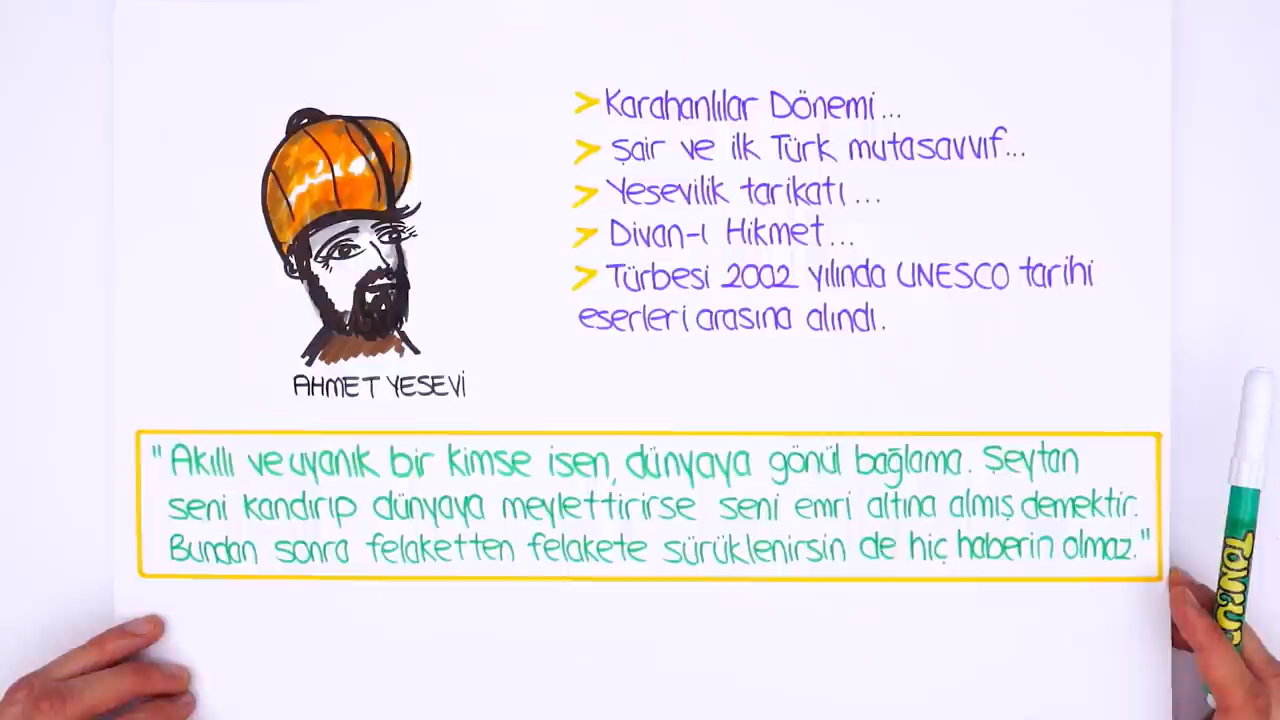 > Karahanlılar Dönemi...
> Şair ve ilk Türk mutasavvıf...
> Yesevilik tarikatı...
> Divan-ı Hikmet...
> Türbesi 2002 yılında UNESCO tarihi
eserleri arasına alındı.
AHMET YESEVİ
"Akıllı ve uyanık bir kimse isen, dünyaya gönül bağlama. Şeytan
seni kandırıp dünyaya meylettirirse seni emri altına almış demektir.
Bundan sonra felaketten felakete sürüklenirsin de hiç haberin olmaz."